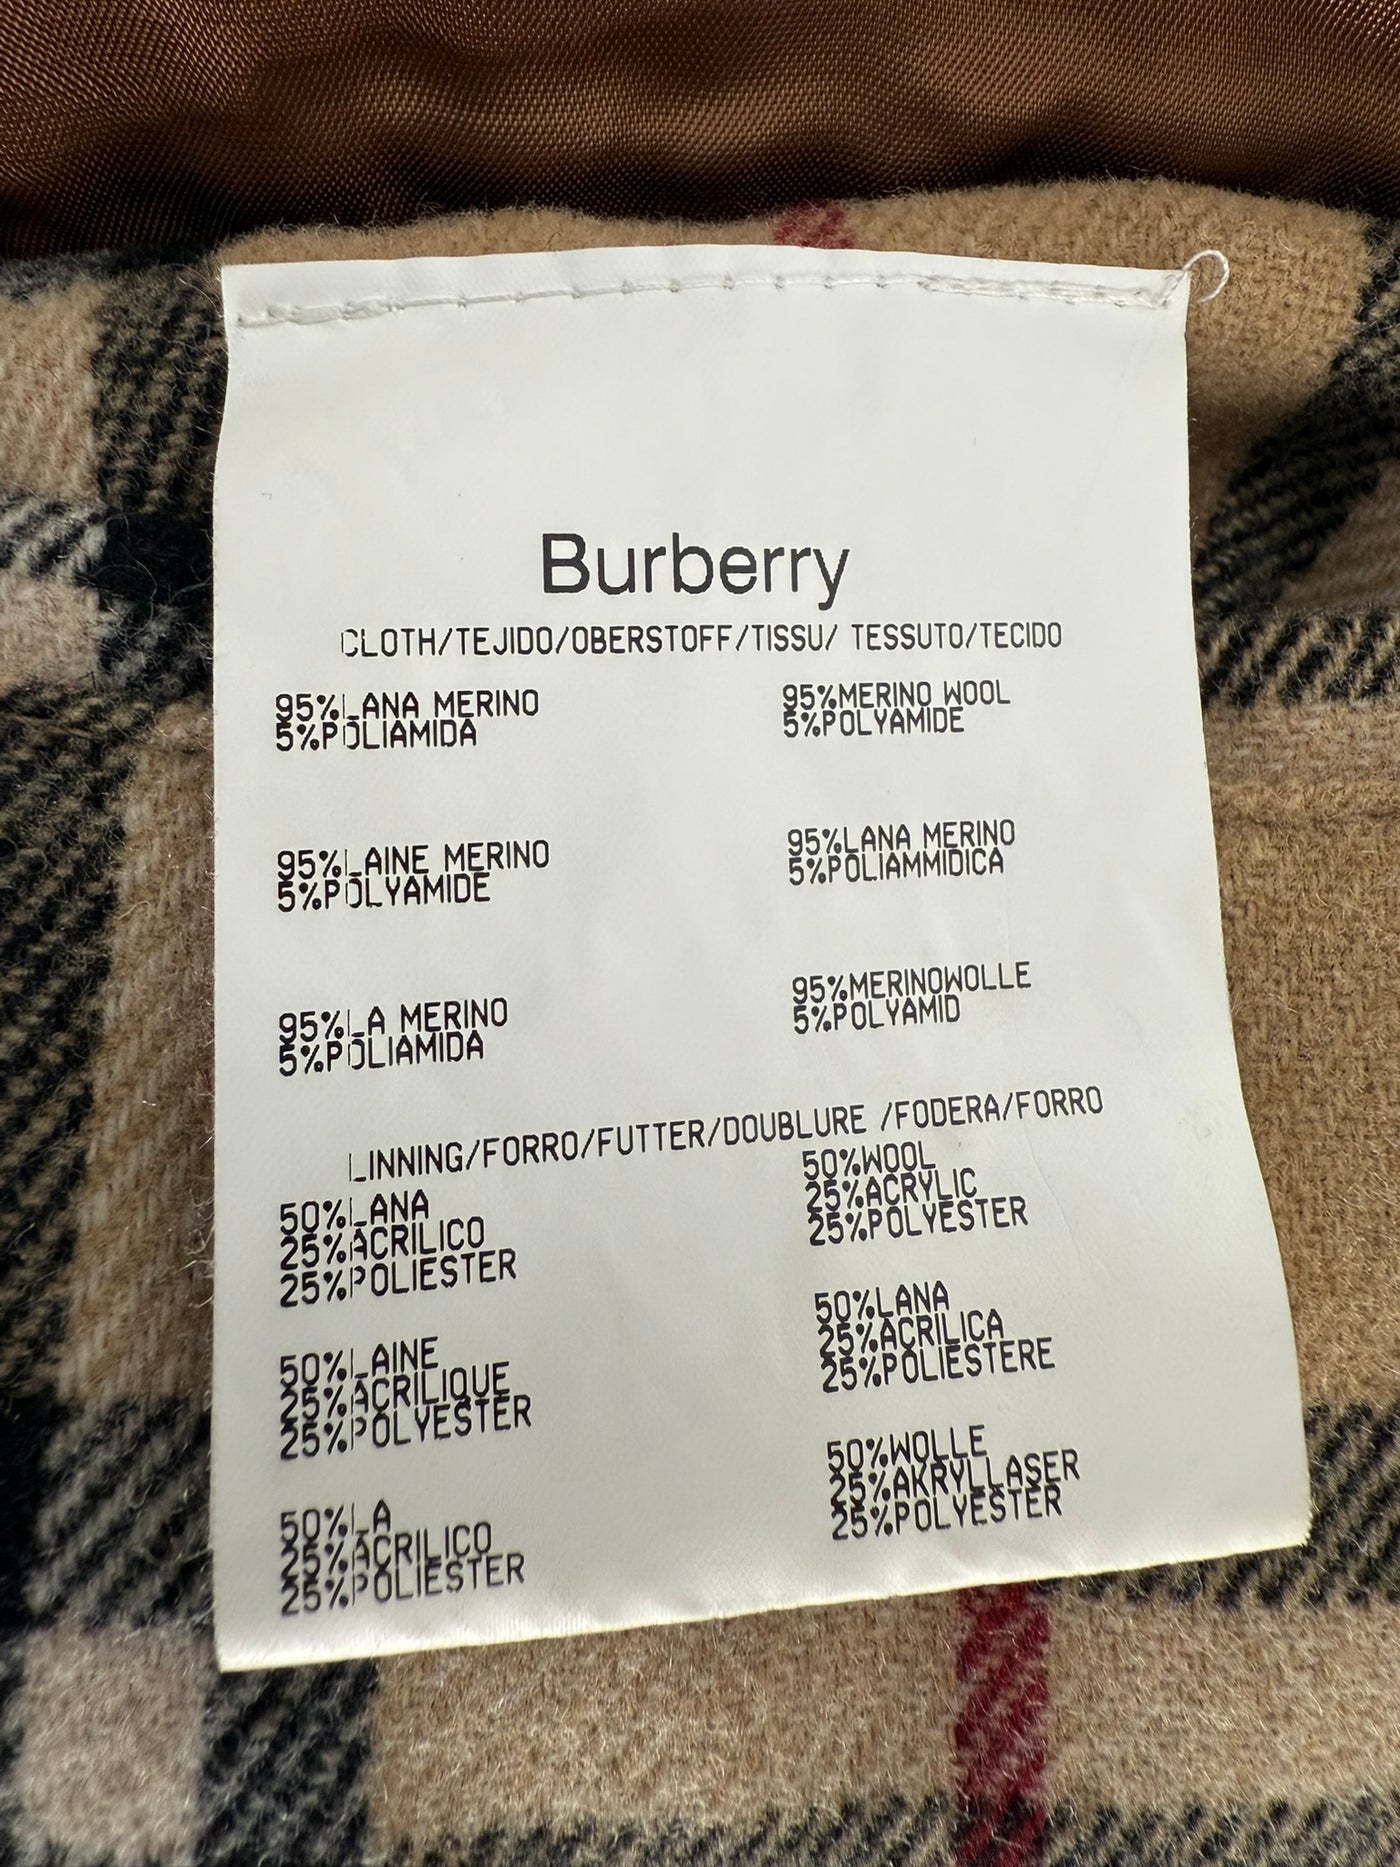 Burberry
CLOTH/TEJIDO/OBERSTOFF/TISSU/ TESSUTO/TECIDO
95%LANA MERINO
5%POLIAMIDA
95%MERINO WOOL
5%POLYAMIDE
95%LAINE MERINO
5%POLYAMIDE
95%LANA MERINO
5%POLIAMMIDICA
95%LA MERINO
5%POLIAMIDA
95%MERINOWOLLE
5%POLYAMID
LINNING/FORRO/FUTTER/DOUBLURE /FODERA/FORRO
50%LANA
25%ACRILICO
25%POLIESTER
50%WOOL
25%ACRYLIC
25%POLYESTER
50%LAINE
25%ACRILIQUE
25%POLYESTER
50%LANA
25%ACRILICA
25%POLIESTERE
50%LA
25%ACRILICO
25%POLIESTER
50%WOLLE
25%AKRYLLASER
25%POLYESTER